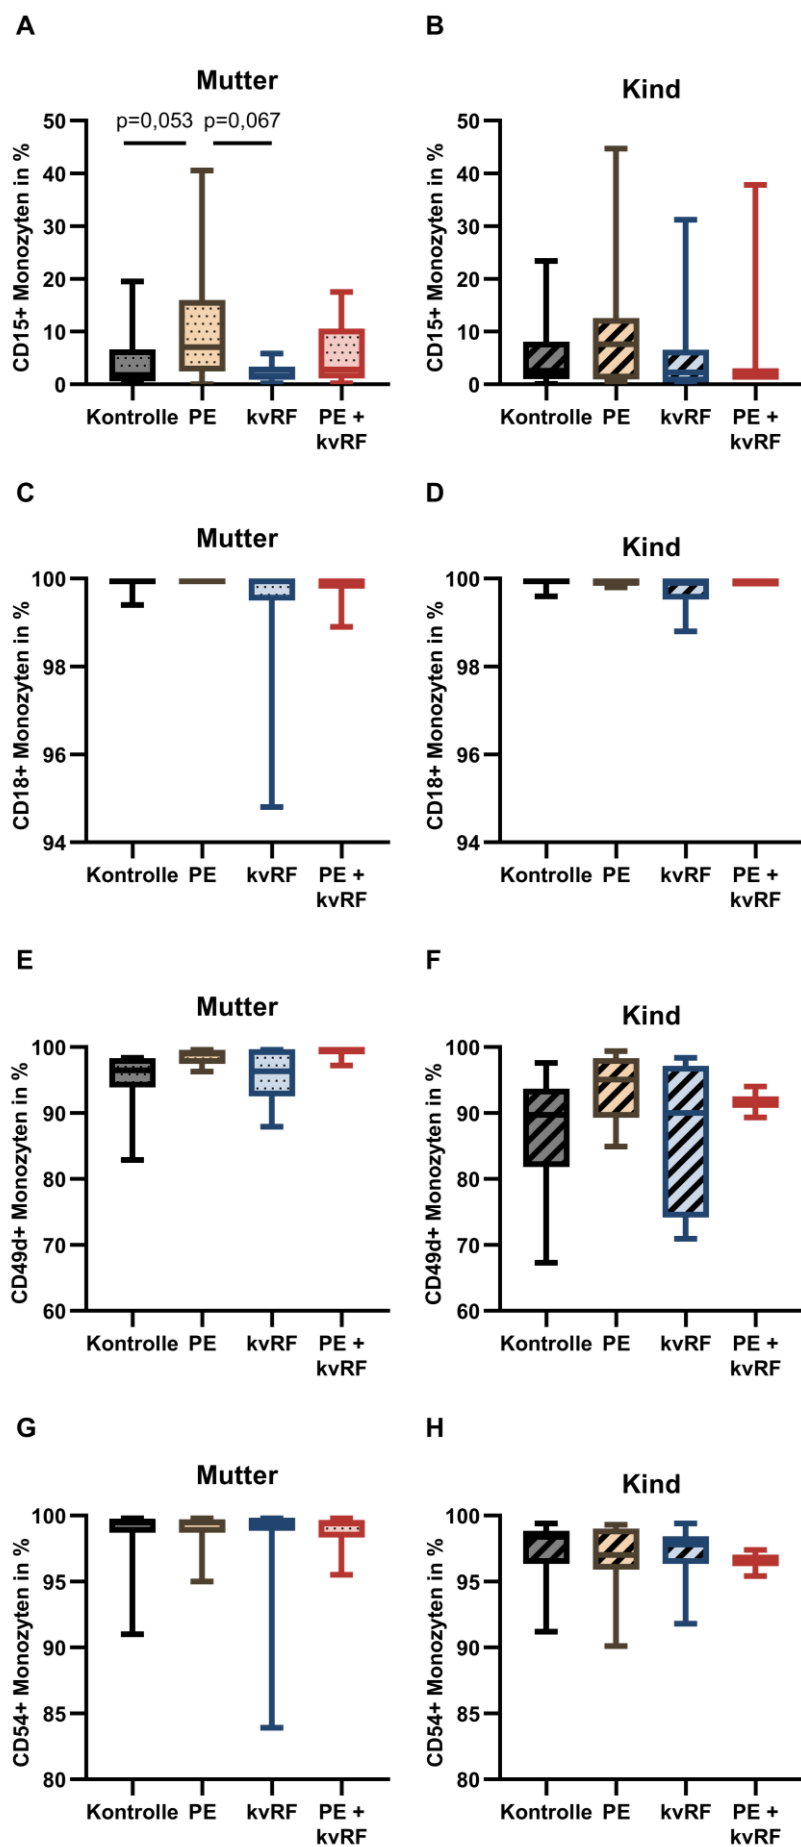 A
Mutter
CD15+ Monozyten in %
50
40
30
20
10
0
p=0,053 p=0,067
Kontrolle PE kvRF PE +
kvRF
B
Kind
CD15+ Monozyten in %
50
40
30
20
10
0
Kontrolle PE kvRF PE +
kvRF
C
Mutter
CD18+ Monozyten in %
100
98
96
94
Kontrolle PE kvRF PE +
kvRF
D
Kind
CD18+ Monozyten in %
100
98
96
94
Kontrolle PE kvRF PE +
kvRF
E
Mutter
CD49d+ Monozyten in %
100
90
80
70
60
Kontrolle PE kvRF PE +
kvRF
F
Kind
CD49d+ Monozyten in %
100
90
80
70
60
Kontrolle PE kvRF PE +
kvRF
G
Mutter
CD54+ Monozyten in %
100
95
90
85
80
Kontrolle PE kvRF PE +
kvRF
H
Kind
CD54+ Monozyten in %
100
95
90
85
80
Kontrolle PE kvRF PE +
kvRF